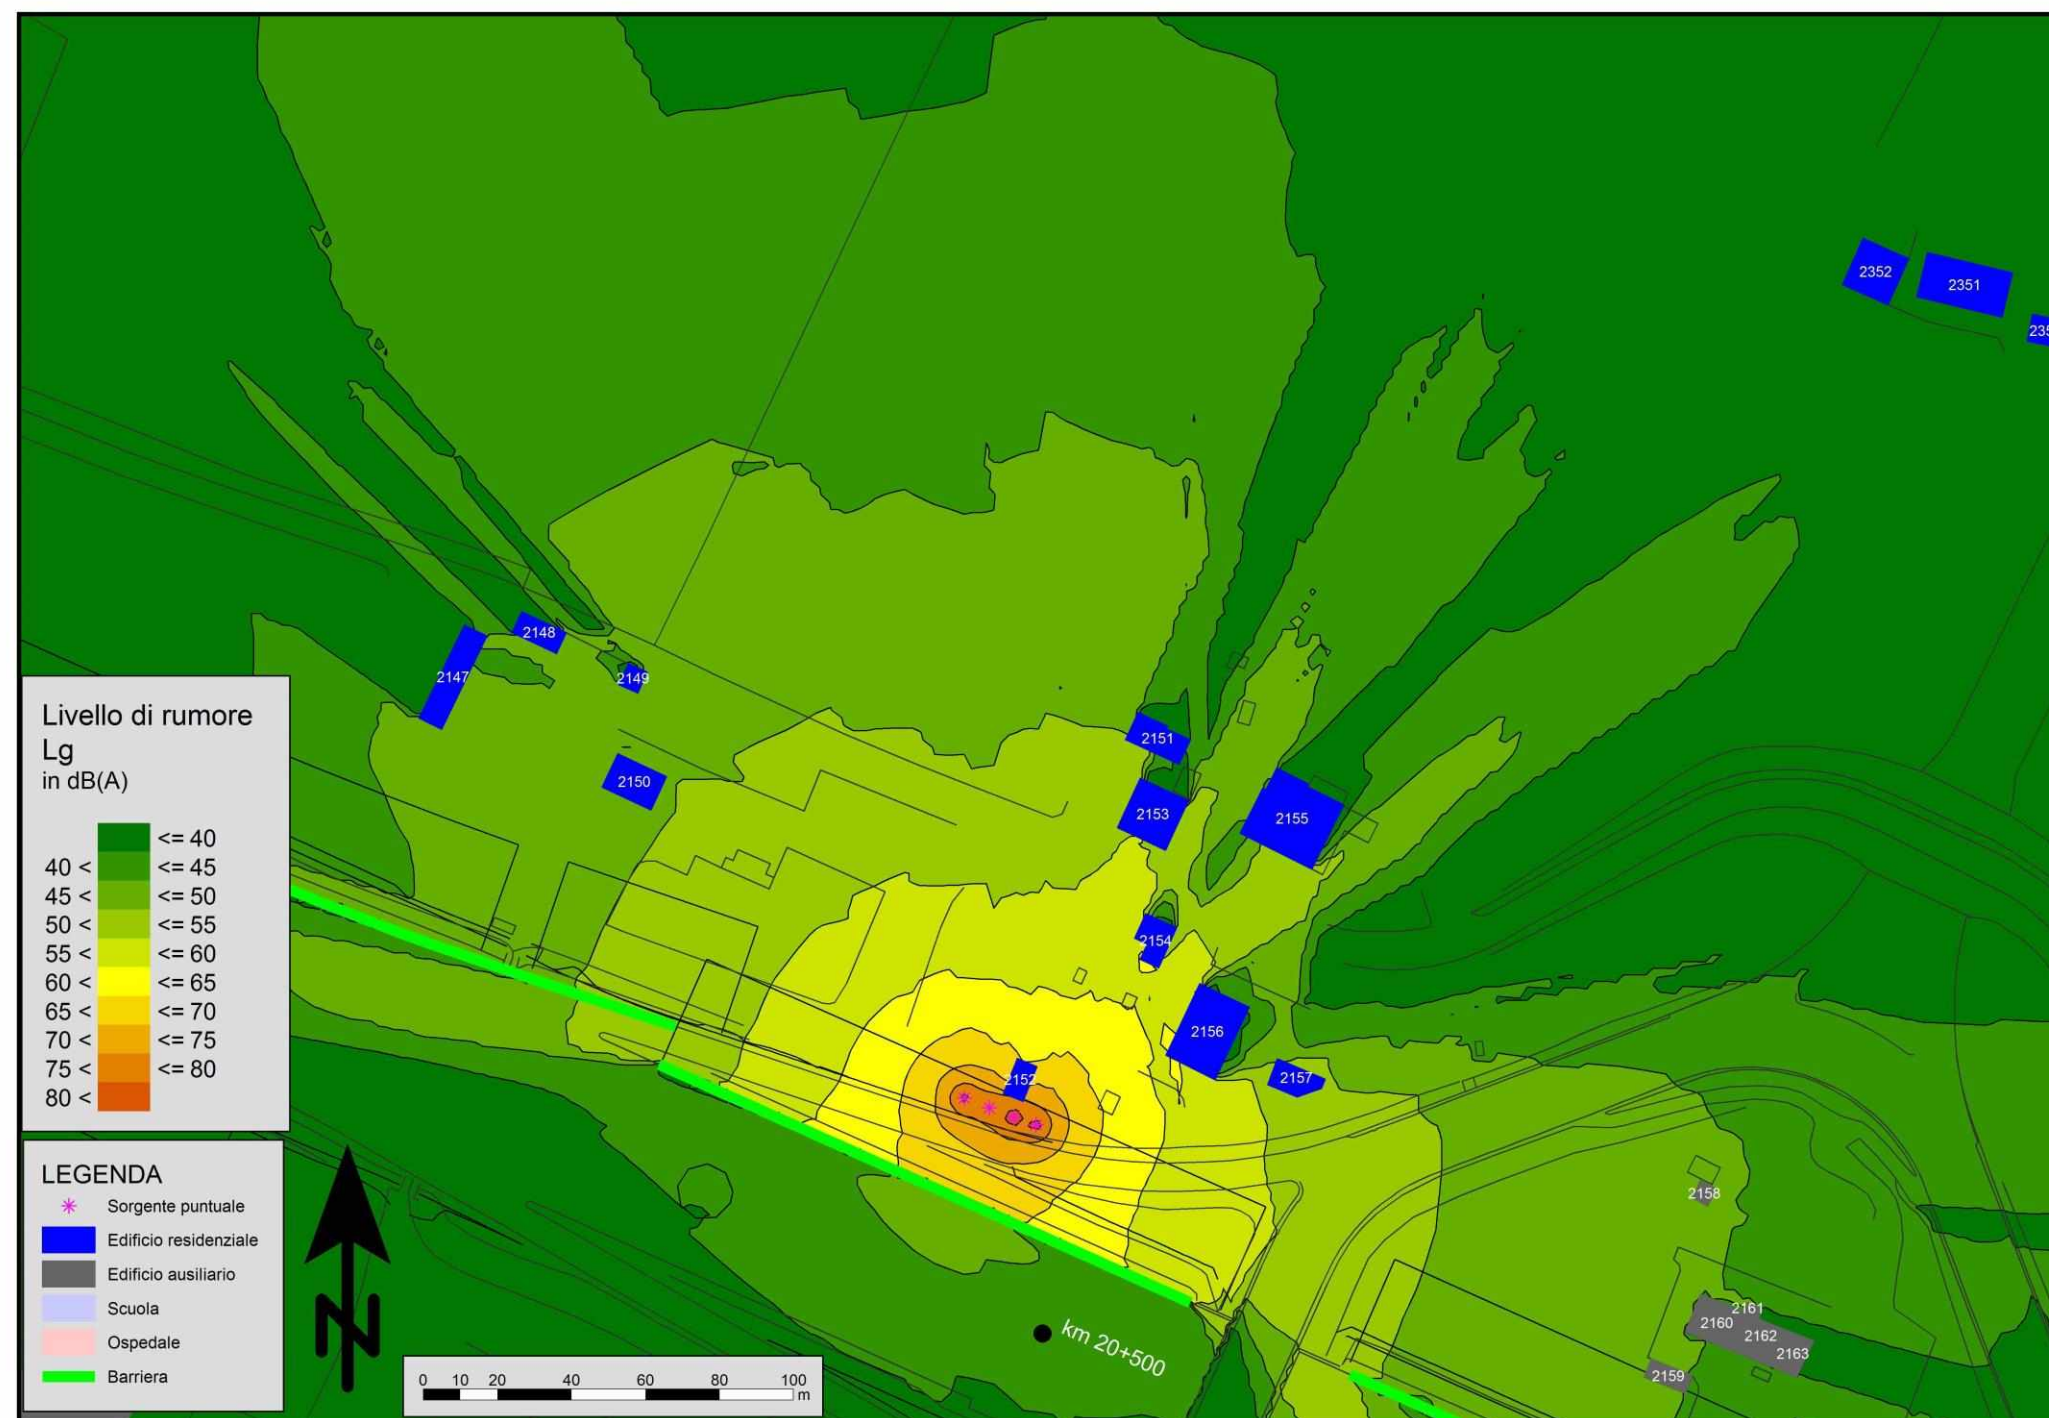 2352
2351
235
2148
2147
2149
2151
2150
2153
2155
2154
2156
2152
2157
2158
2161
2160
2162
2163
2159
km 20+500
Livello di rumore
Lg
in dB(A)
<= 40
40 < <= 45
45 < <= 50
50 < <= 55
55 < <= 60
60 < <= 65
65 < <= 70
70 < <= 75
75 < <= 80
80 <
LEGENDA
Sorgente puntuale
Edificio residenziale
Edificio ausiliario
Scuola
Ospedale
Barriera
N
0 10 20 40 60 80 100
m